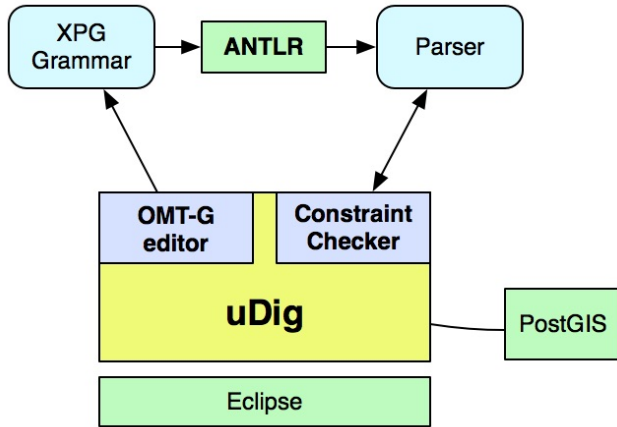 XPG
Grammar
ANTLR
Parser
OMT-G
editor
Constraint
Checker
uDig
PostGIS
Eclipse